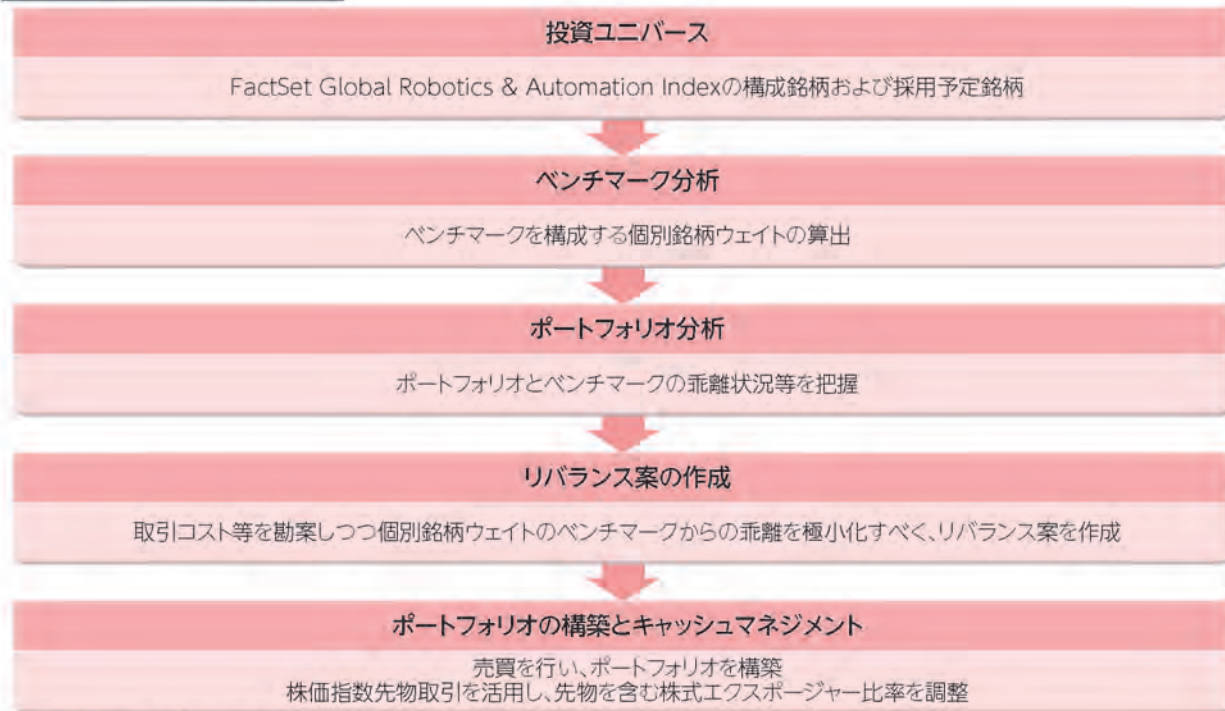 投資ユニバース
FactSet Global Robotics & Automation Indexの構成銘柄および採用予定銘柄
ベンチマーク分析
ベンチマークを構成する個別銘柄ウェイトの算出
ポートフォリオ分析
ポートフォリオとベンチマークの乖離状況等を把握
リバランス案の作成
取引コスト等を勘案しつつ個別銘柄ウェイトのベンチマークからの乖離を極小化すべく、リバランス案を作成
ポートフォリオの構築とキャッシュマネジメント
売買を行い、ポートフォリオを構築
株価指数先物取引を活用し、先物を含む株式エクスポージャー比率を調整